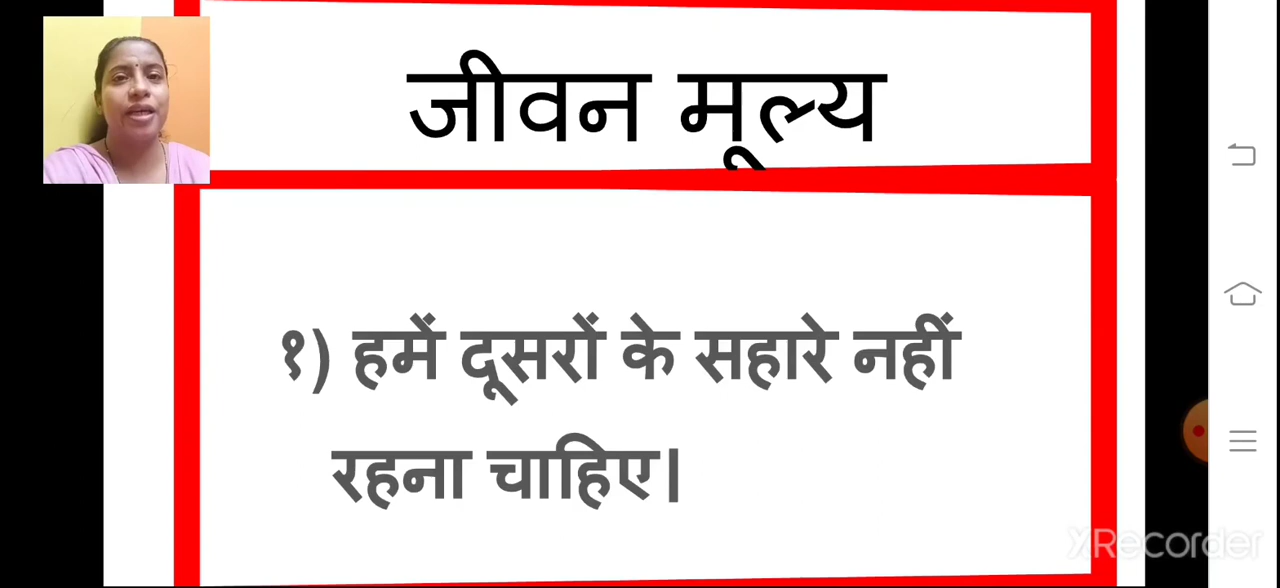 जीवन मूल्य
१) हमें दूसरों के सहारे नहीं
रहना चाहिए।
XRecorder